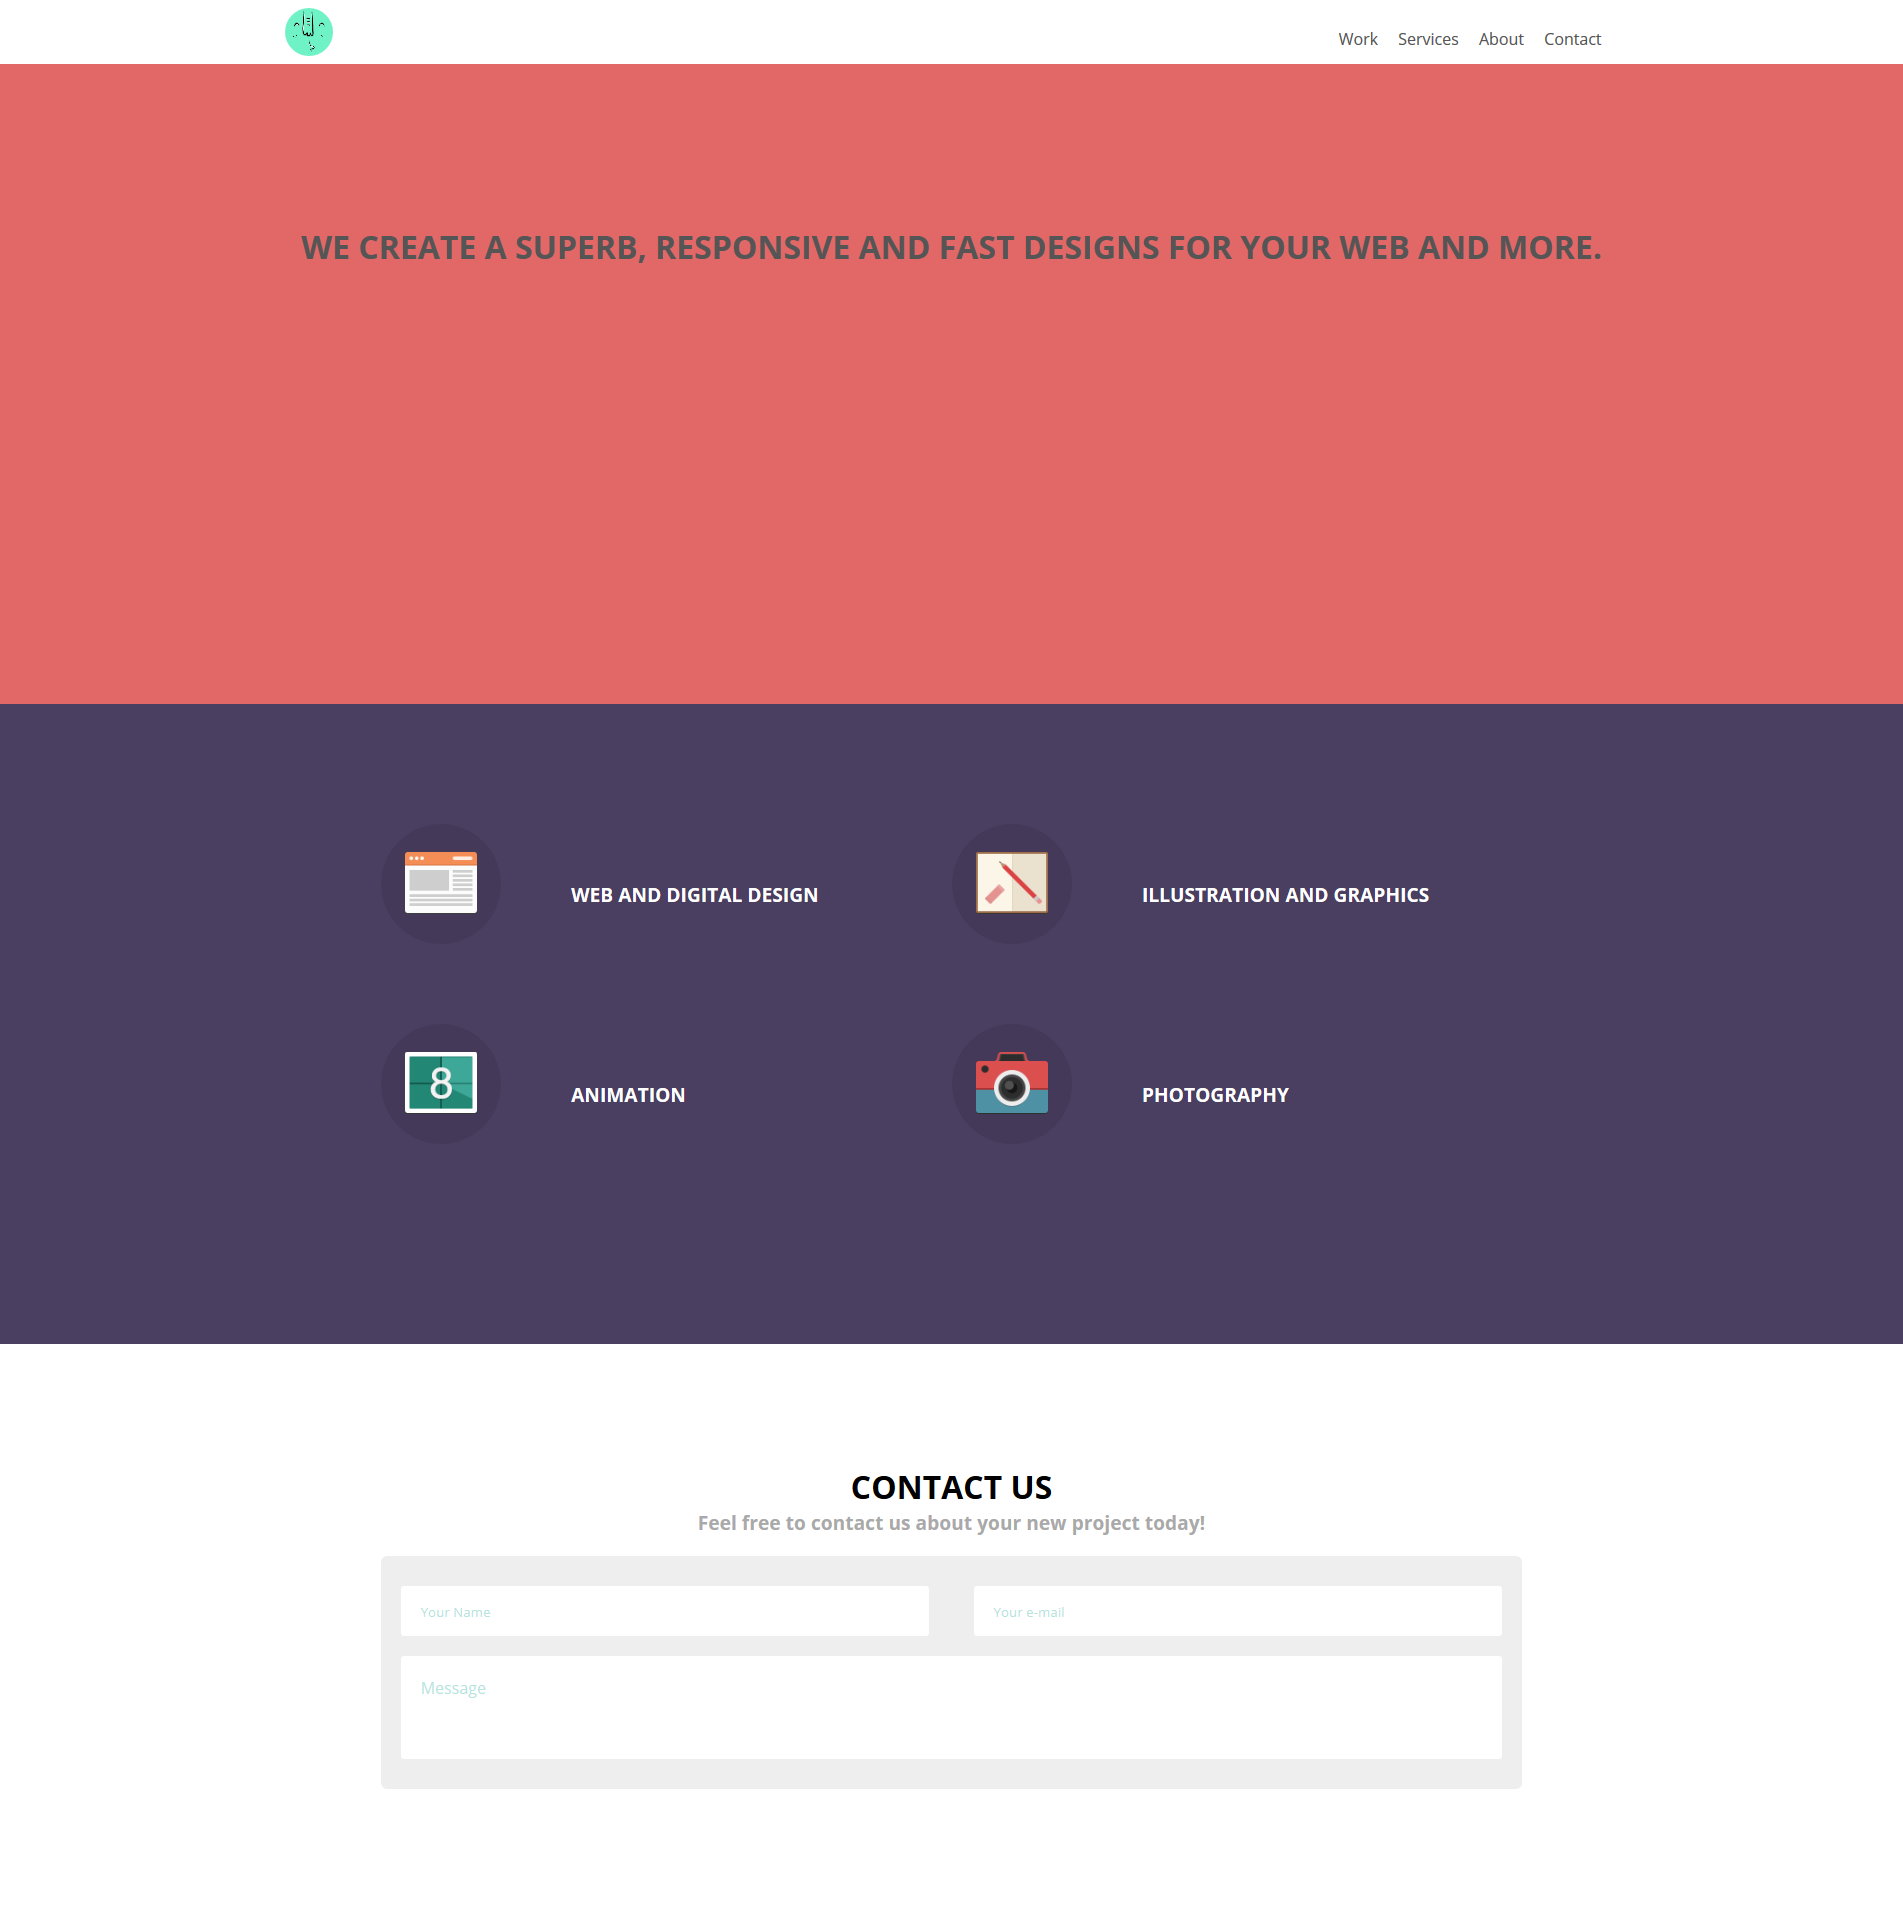 Work Services About Contact
WE CREATE A SUPERB, RESPONSIVE AND FAST DESIGNS FOR YOUR WEB AND MORE.
WEB AND DIGITAL DESIGN
ILLUSTRATION AND GRAPHICS
8
ANIMATION
PHOTOGRAPHY
CONTACT US
Feel free to contact us about your new project today!
Your Name
Your e-mail
Message